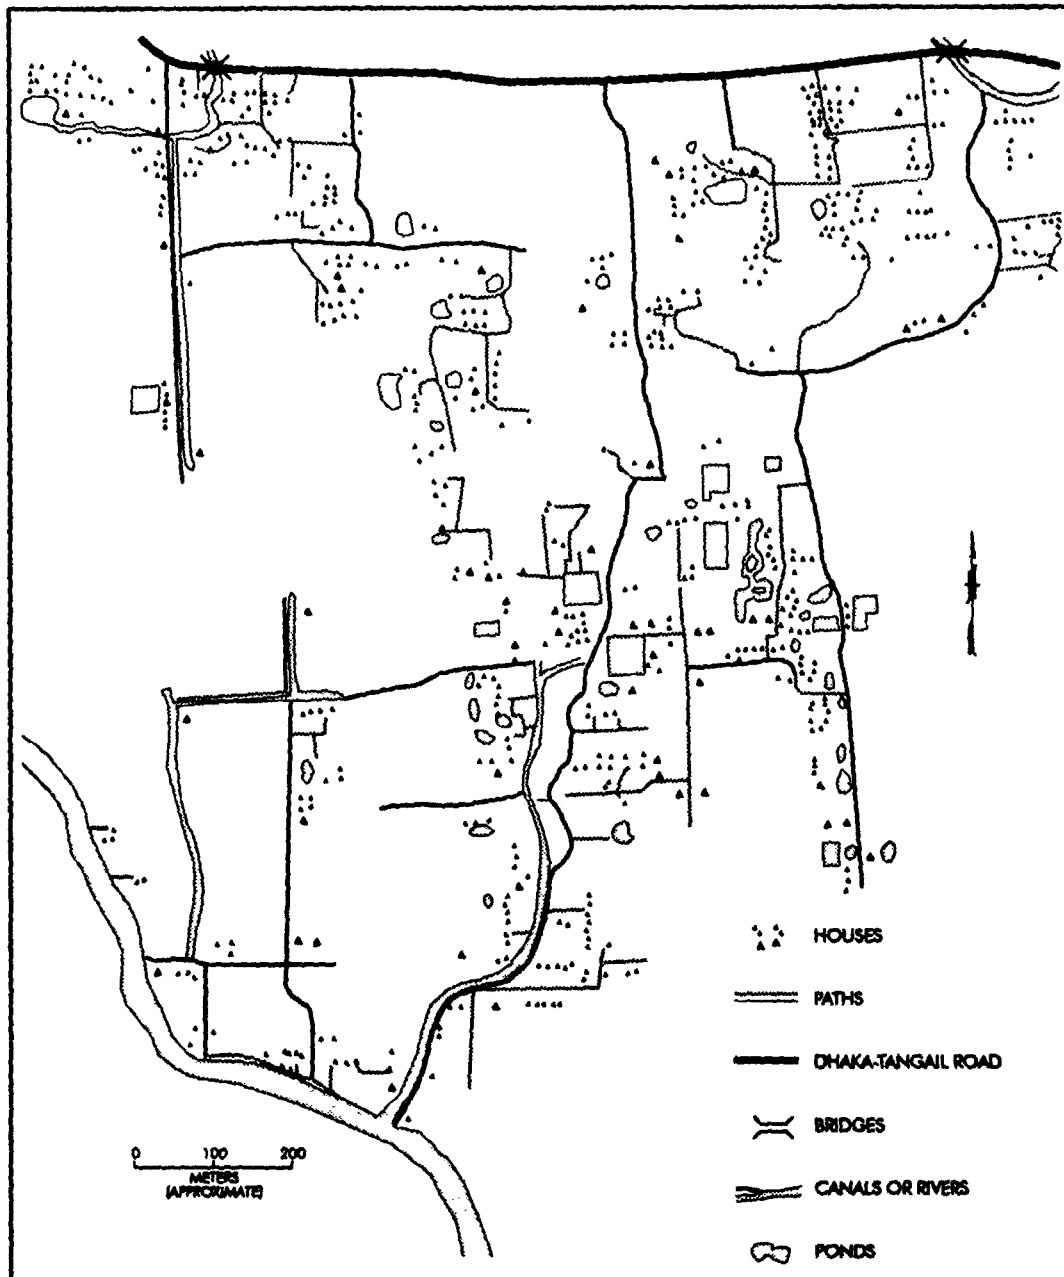 HOUSES
PATHS
DHAKA-TANGAIL ROAD
BRIDGES
0 100 200
METERS
(APPROXIMATE)
CANALS OR RIVERS
PONDS